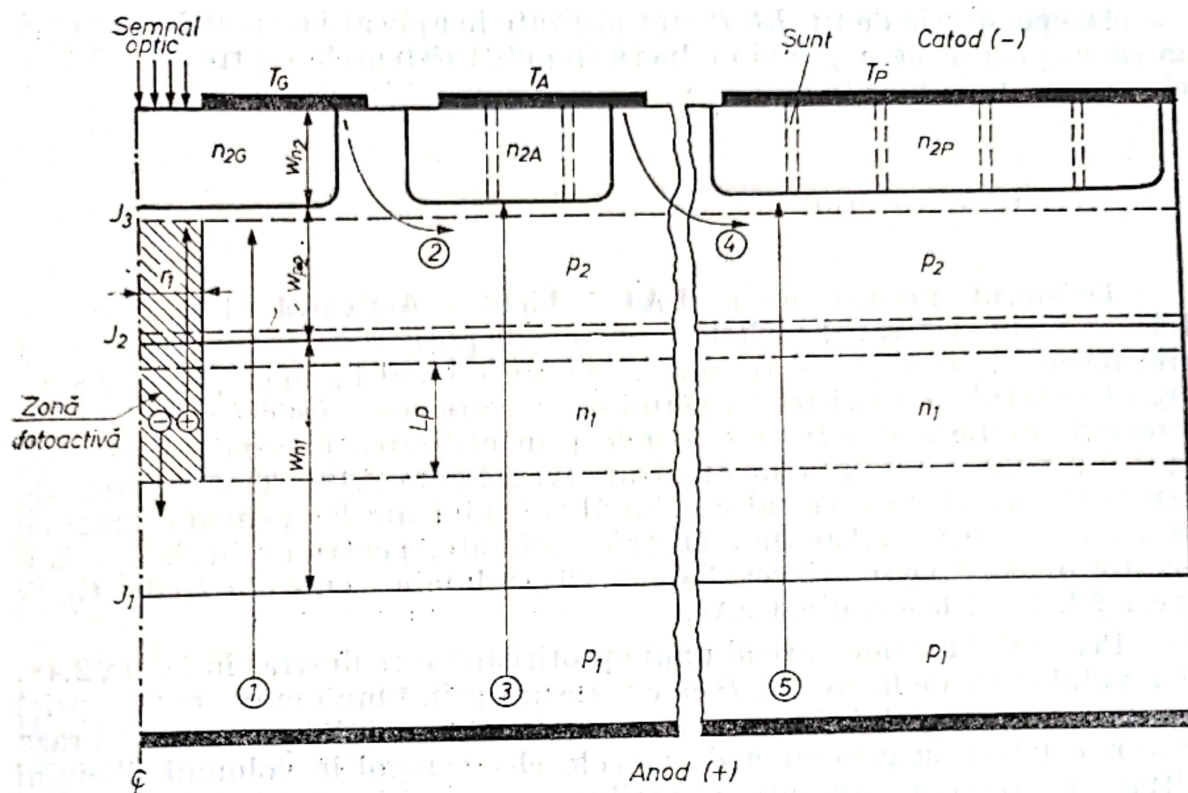 Semnal
optic
Șunt
Catod (-)
T_G
T_A
T_P
n_2G
w_n2
n_2A
n_2P
J_3
2
4
r_1
w_p2
p_2
p_2
J_2
Zonă
fotoactivă
- +
w_n1
L_p
n_1
n_1
J_1
p_1
p_1
1
3
5
Anod (+)